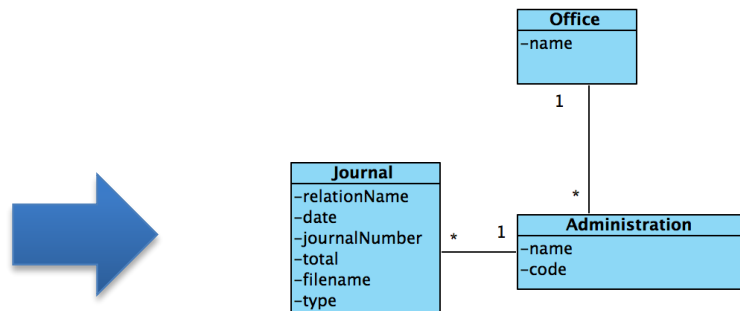 Office
-name
1
*
Journal
-relationName
-date
-journalNumber
-total
-filename
-type
*
1
Administration
-name
-code